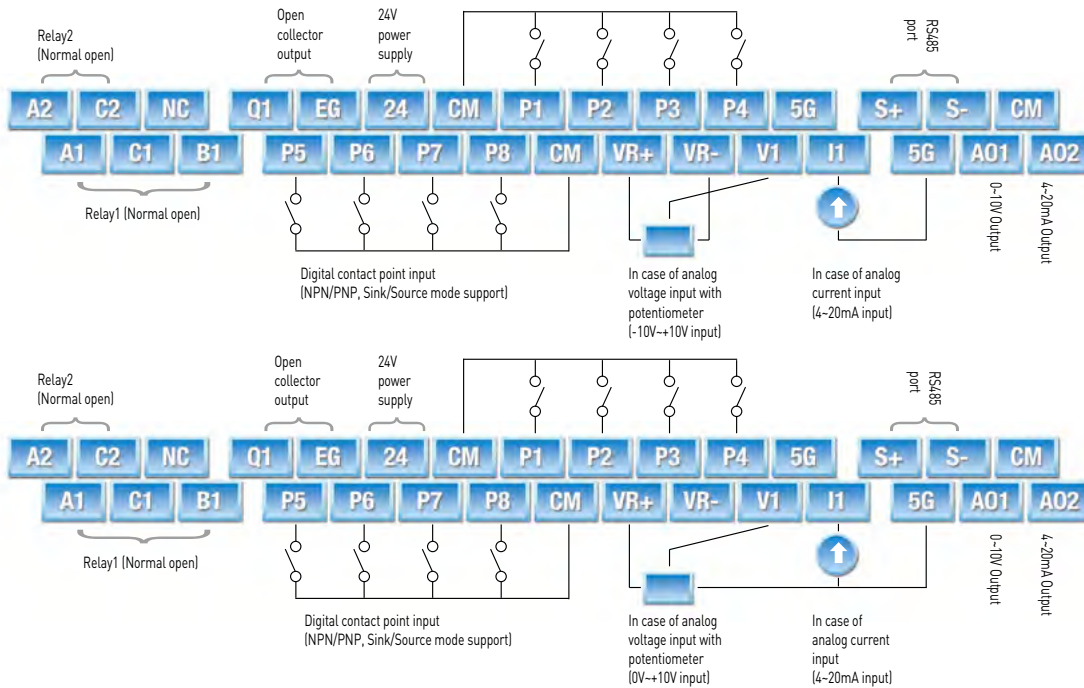 Relay2
(Normal open)
Open
collector
output
24V
power
supply
RS485
port
A2 C2 NC Q1 EG 24 CM P1 P2 P3 P4 5G S+ S- CM
A1 C1 B1 P5 P6 P7 P8 CM VR+ VR- V1 I1 5G AO1 AO2
Relay1 (Normal open)
0~10V Output
4~20mA Output
Digital contact point input
(NPN/PNP, Sink/Source mode support)
In case of analog
voltage input with
potentiometer
(-10V~+10V input)
In case of analog
current input
(4~20mA input)
Relay2
(Normal open)
Open
collector
output
24V
power
supply
RS485
port
A2 C2 NC Q1 EG 24 CM P1 P2 P3 P4 5G S+ S- CM
A1 C1 B1 P5 P6 P7 P8 CM VR+ VR- V1 I1 5G AO1 AO2
Relay1 (Normal open)
0~10V Output
4~20mA Output
Digital contact point input
(NPN/PNP, Sink/Source mode support)
In case of analog
voltage input with
potentiometer
(0V~+10V input)
In case of
analog current
input
(4~20mA input)